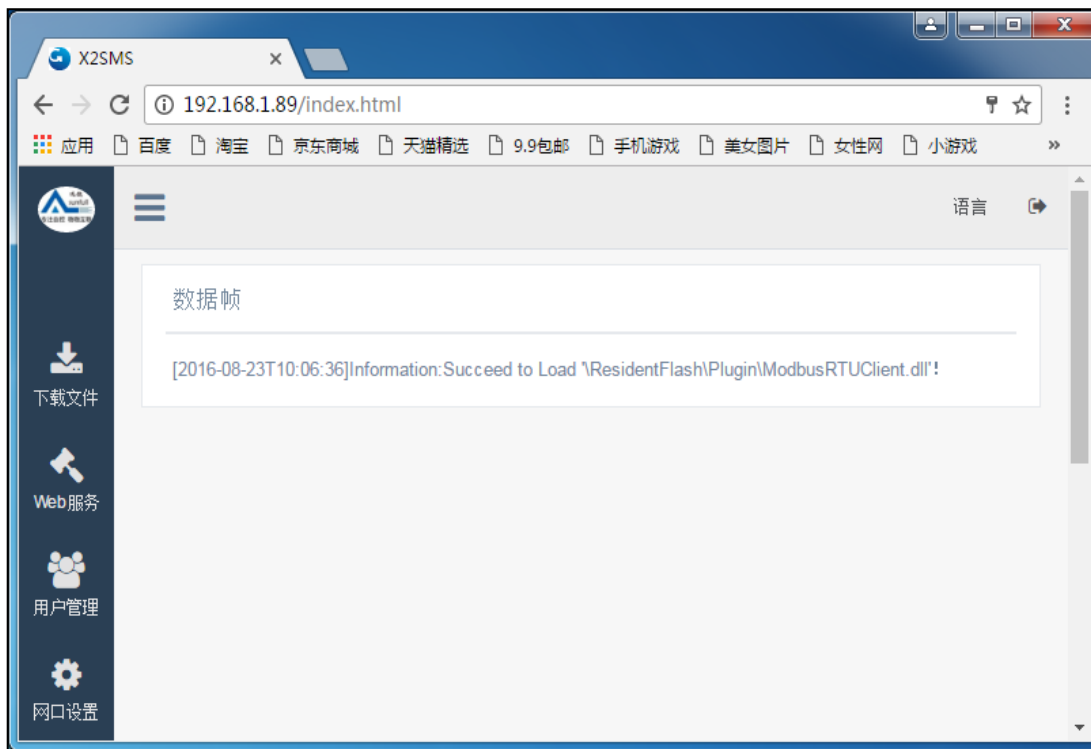 X2SMS
192.168.1.89/index.html
应用 百度 淘宝 京东商城 天猫精选 9.9包邮 手机游戏 美女图片 女性网 小游戏 »
语言
数据帧
[2016-08-23T10:06:36]Information:Succeed to Load '\ResidentFlash\Plugin\ModbusRTUClient.dll'!
下载文件
Web服务
用户管理
网口设置